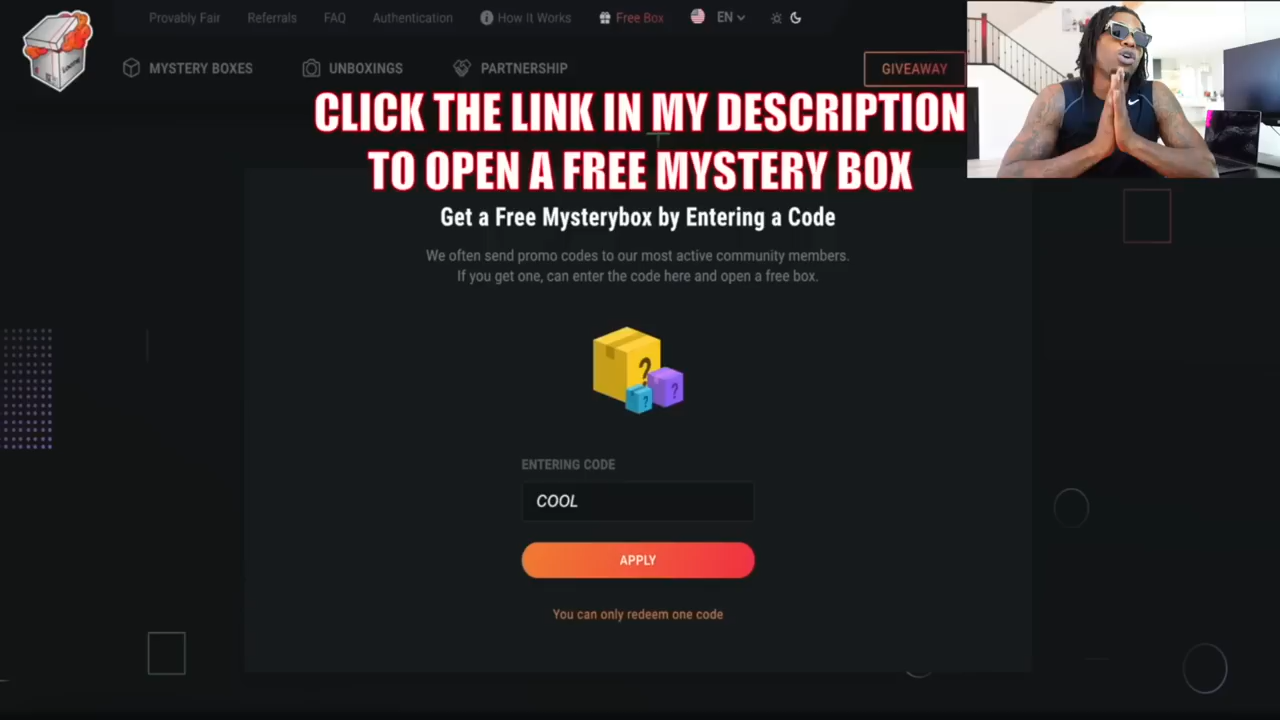 Provably Fair Referrals FAQ Authentication How It Works Free Box EN
MYSTERY BOXES UNBOXINGS PARTNERSHIP GIVEAWAY
CLICK THE LINK IN MY DESCRIPTION
TO OPEN A FREE MYSTERY BOX
Get a Free Mysterybox by Entering a Code
We often send promo codes to our most active community members.
If you get one, can enter the code here and open a free box.
? ? ?
ENTERING CODE
COOL
APPLY
You can only redeem one code